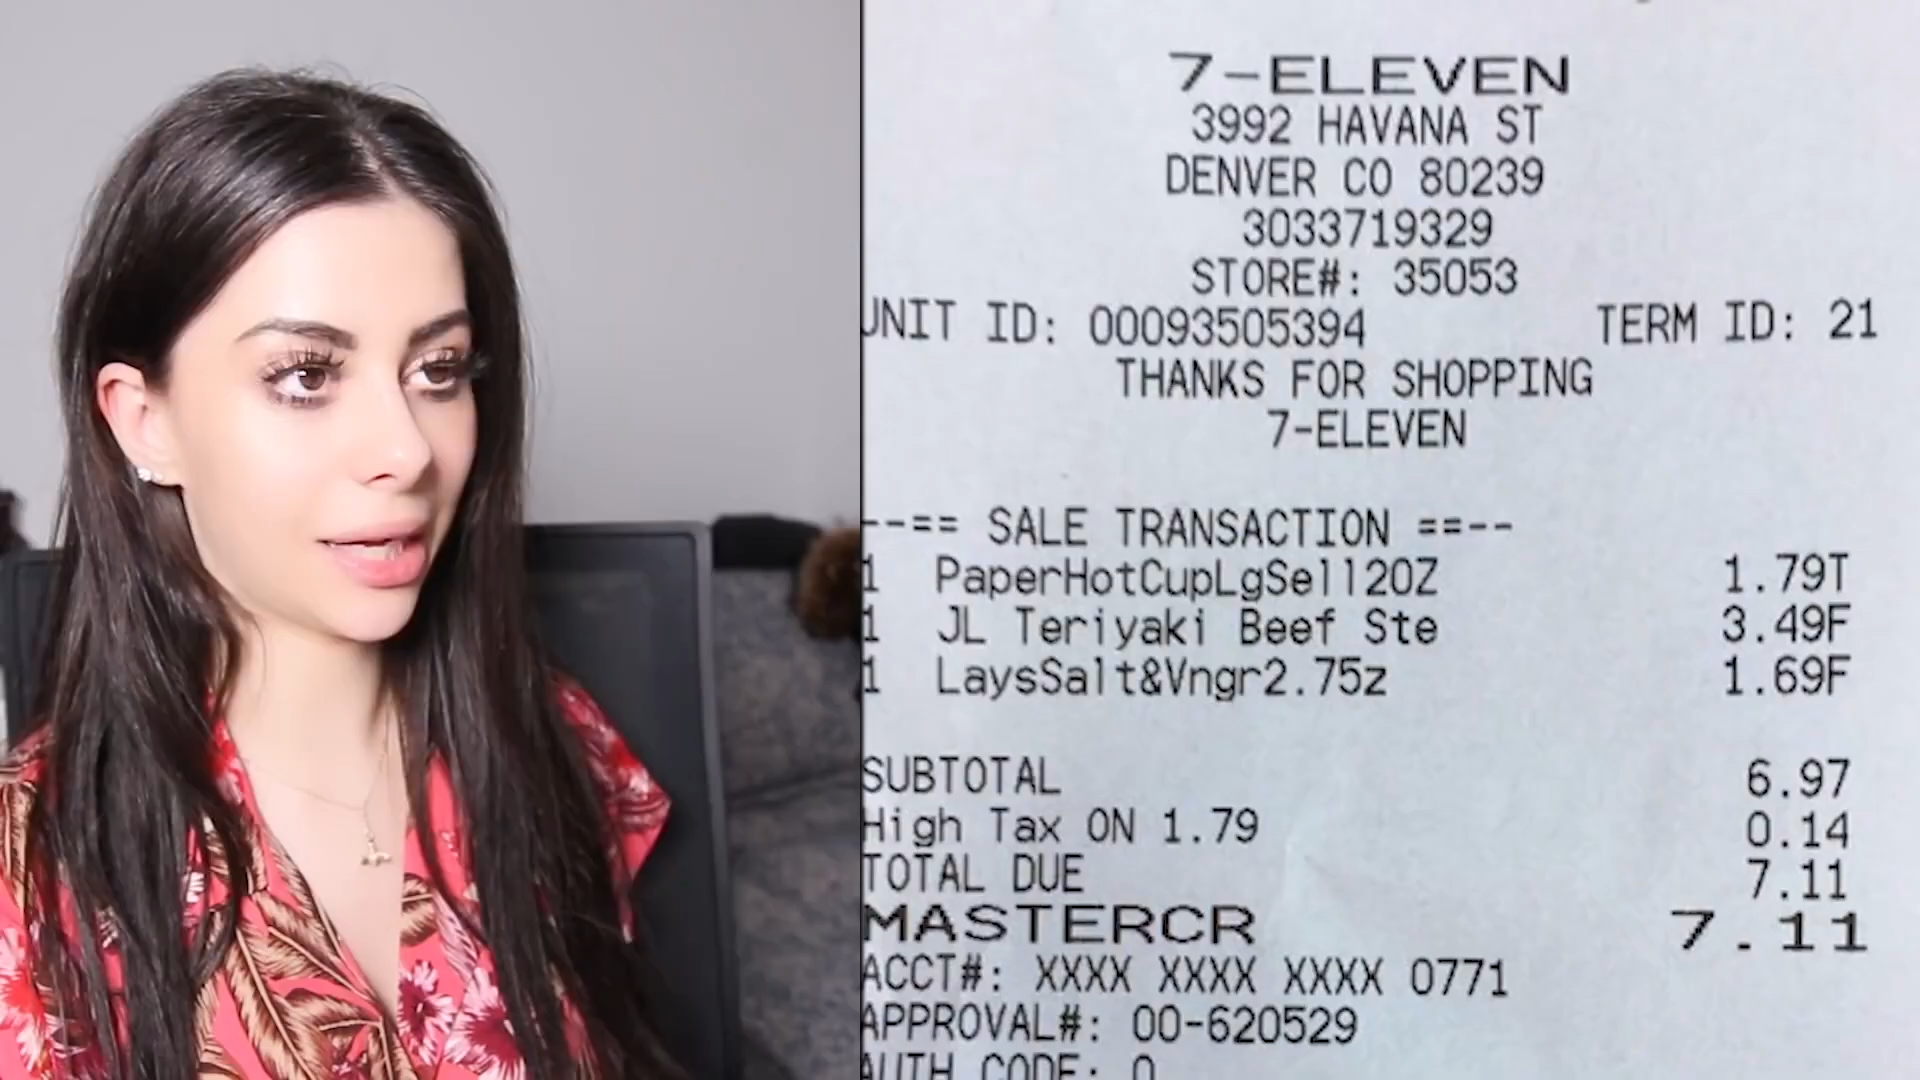 7-ELEVEN
3992 HAVANA ST
DENVER CO 80239
3033719329
STORE#: 35053
UNIT ID: 00093505394 TERM ID: 21
THANKS FOR SHOPPING
7-ELEVEN
--== SALE TRANSACTION ==--
1 PaperHotCupLgSell20Z 1.79T
1 JL Teriyaki Beef Ste 3.49F
1 LaysSalt&Vngr2.75z 1.69F
SUBTOTAL 6.97
High Tax ON 1.79 0.14
TOTAL DUE 7.11
MASTERCR 7.11
ACCT#: XXXX XXXX XXXX 0771
APPROVAL#: 00-620529
AUTH CODE: 0